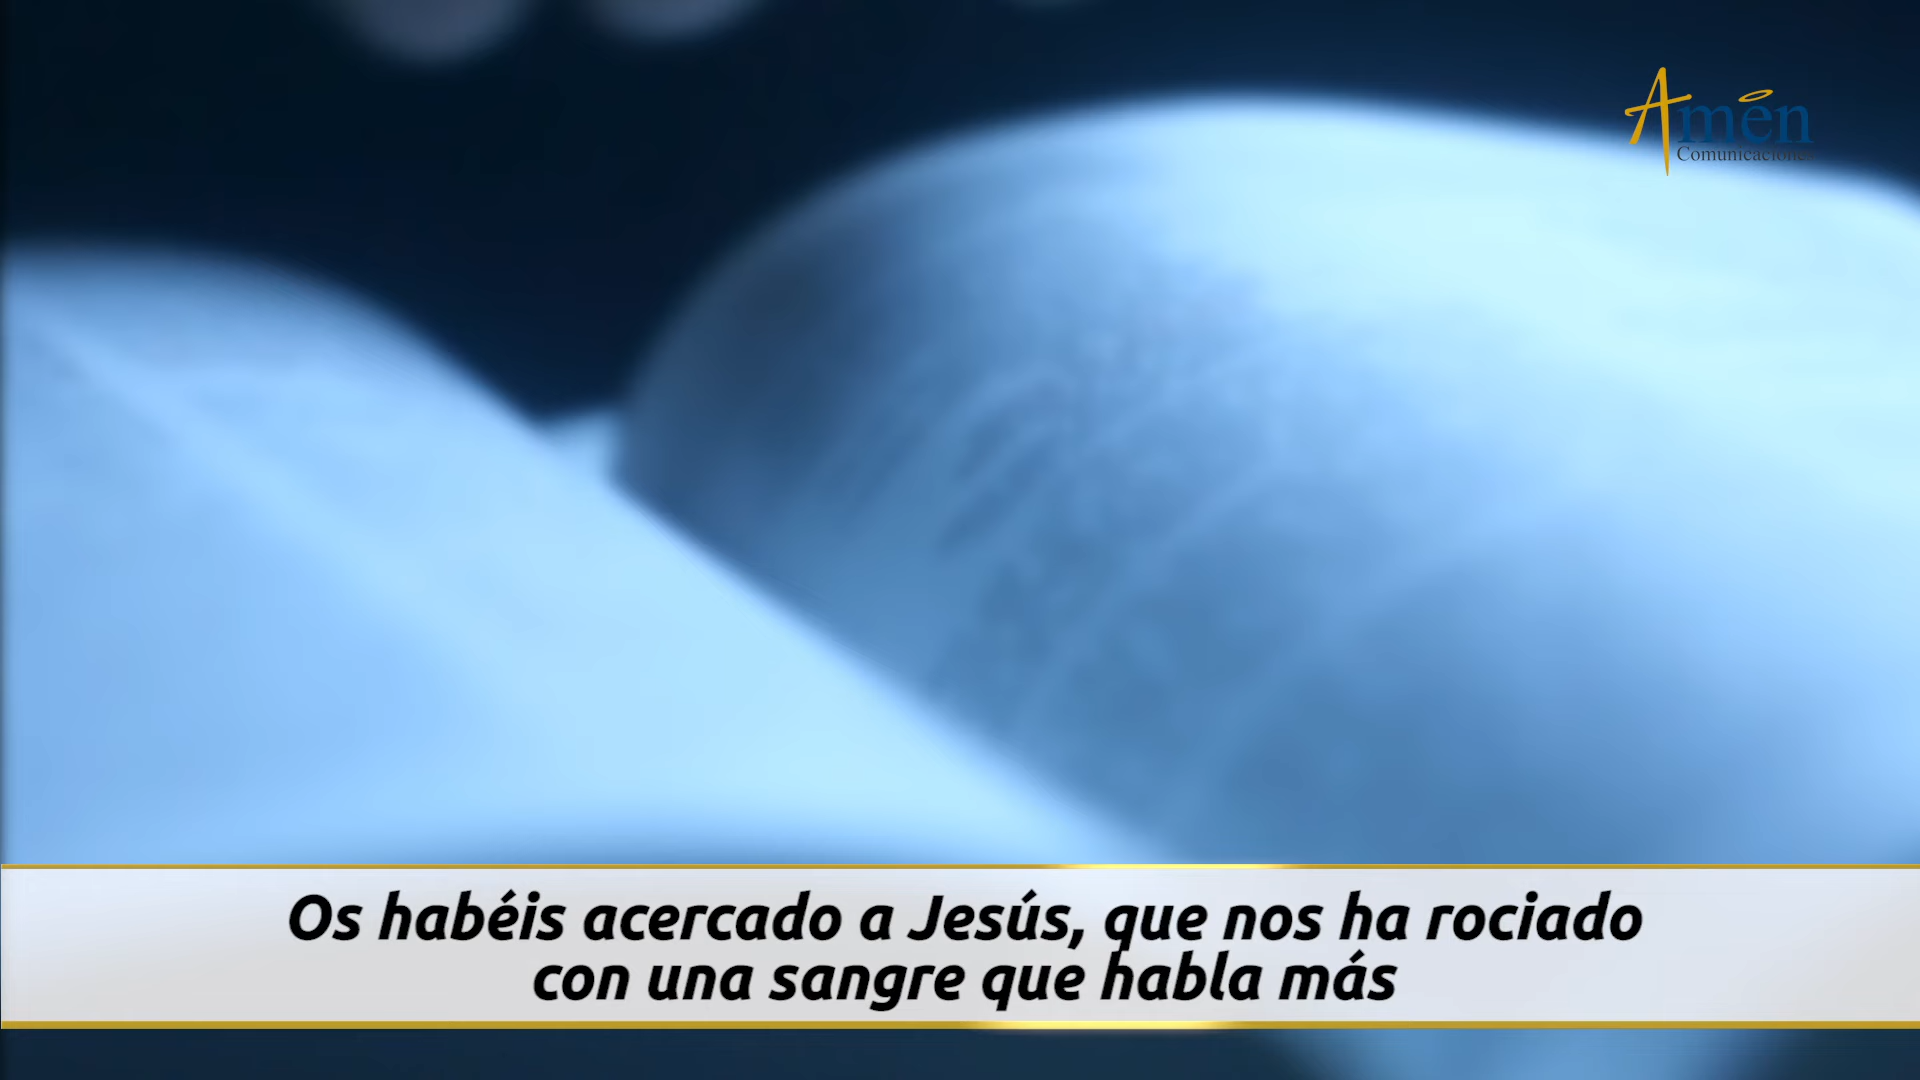 Amén
Comunicaciones
Os habéis acercado a Jesús, que nos ha rociado
con una sangre que habla más